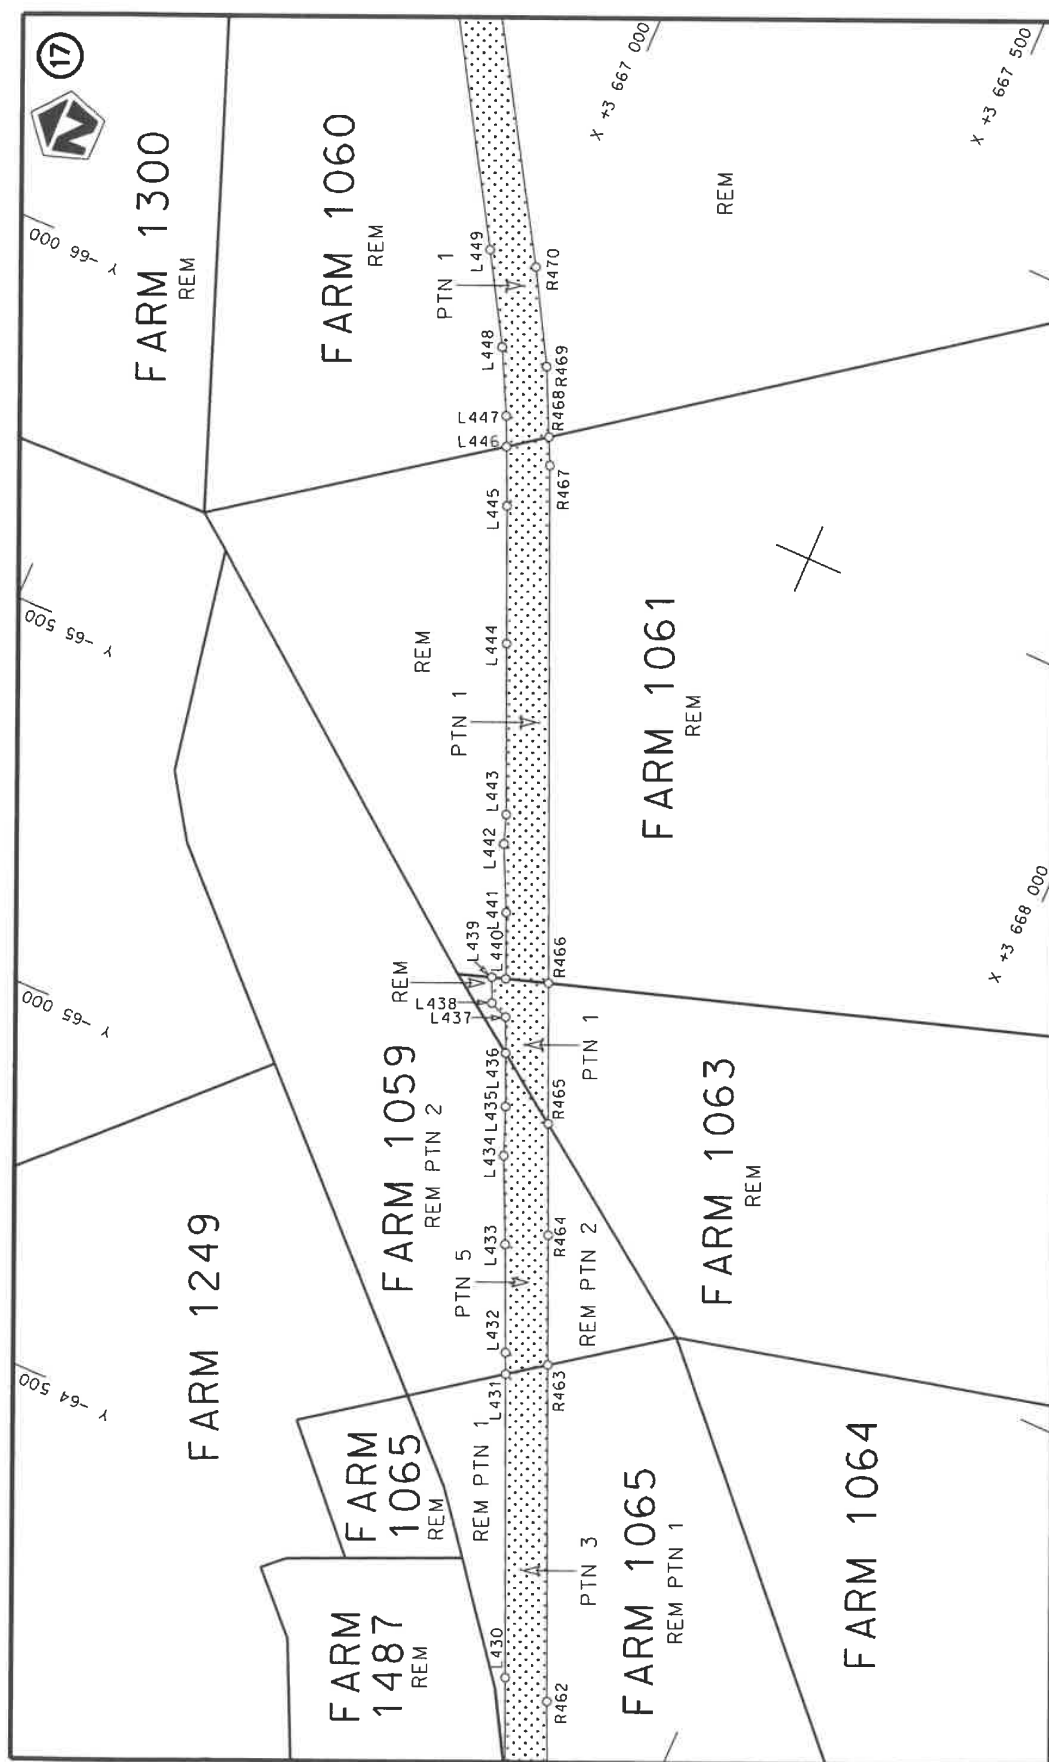 17
N
Y -66 000
Y -65 500
Y -65 000
Y -64 500
X +3 667 000
X +3 667 500
X +3 668 000
FARM 1300
REM
FARM 1060
REM
REM
PTN 1
L449
L448
L447
L446
L445
L444
L443
L442
L441
L440
L439
L438
L437
L436
L435
L434
L433
L432
L431
L430
R470
R469
R468
R467
R466
R465
R464
R463
R462
REM
PTN 1
FARM 1061
REM
REM
PTN 1
FARM 1059
REM PTN 2
PTN 5
REM PTN 2
FARM 1063
REM
FARM 1249
FARM
1065
REM
REM PTN 1
FARM
1487
REM
PTN 3
FARM 1065
REM PTN 1
FARM 1064